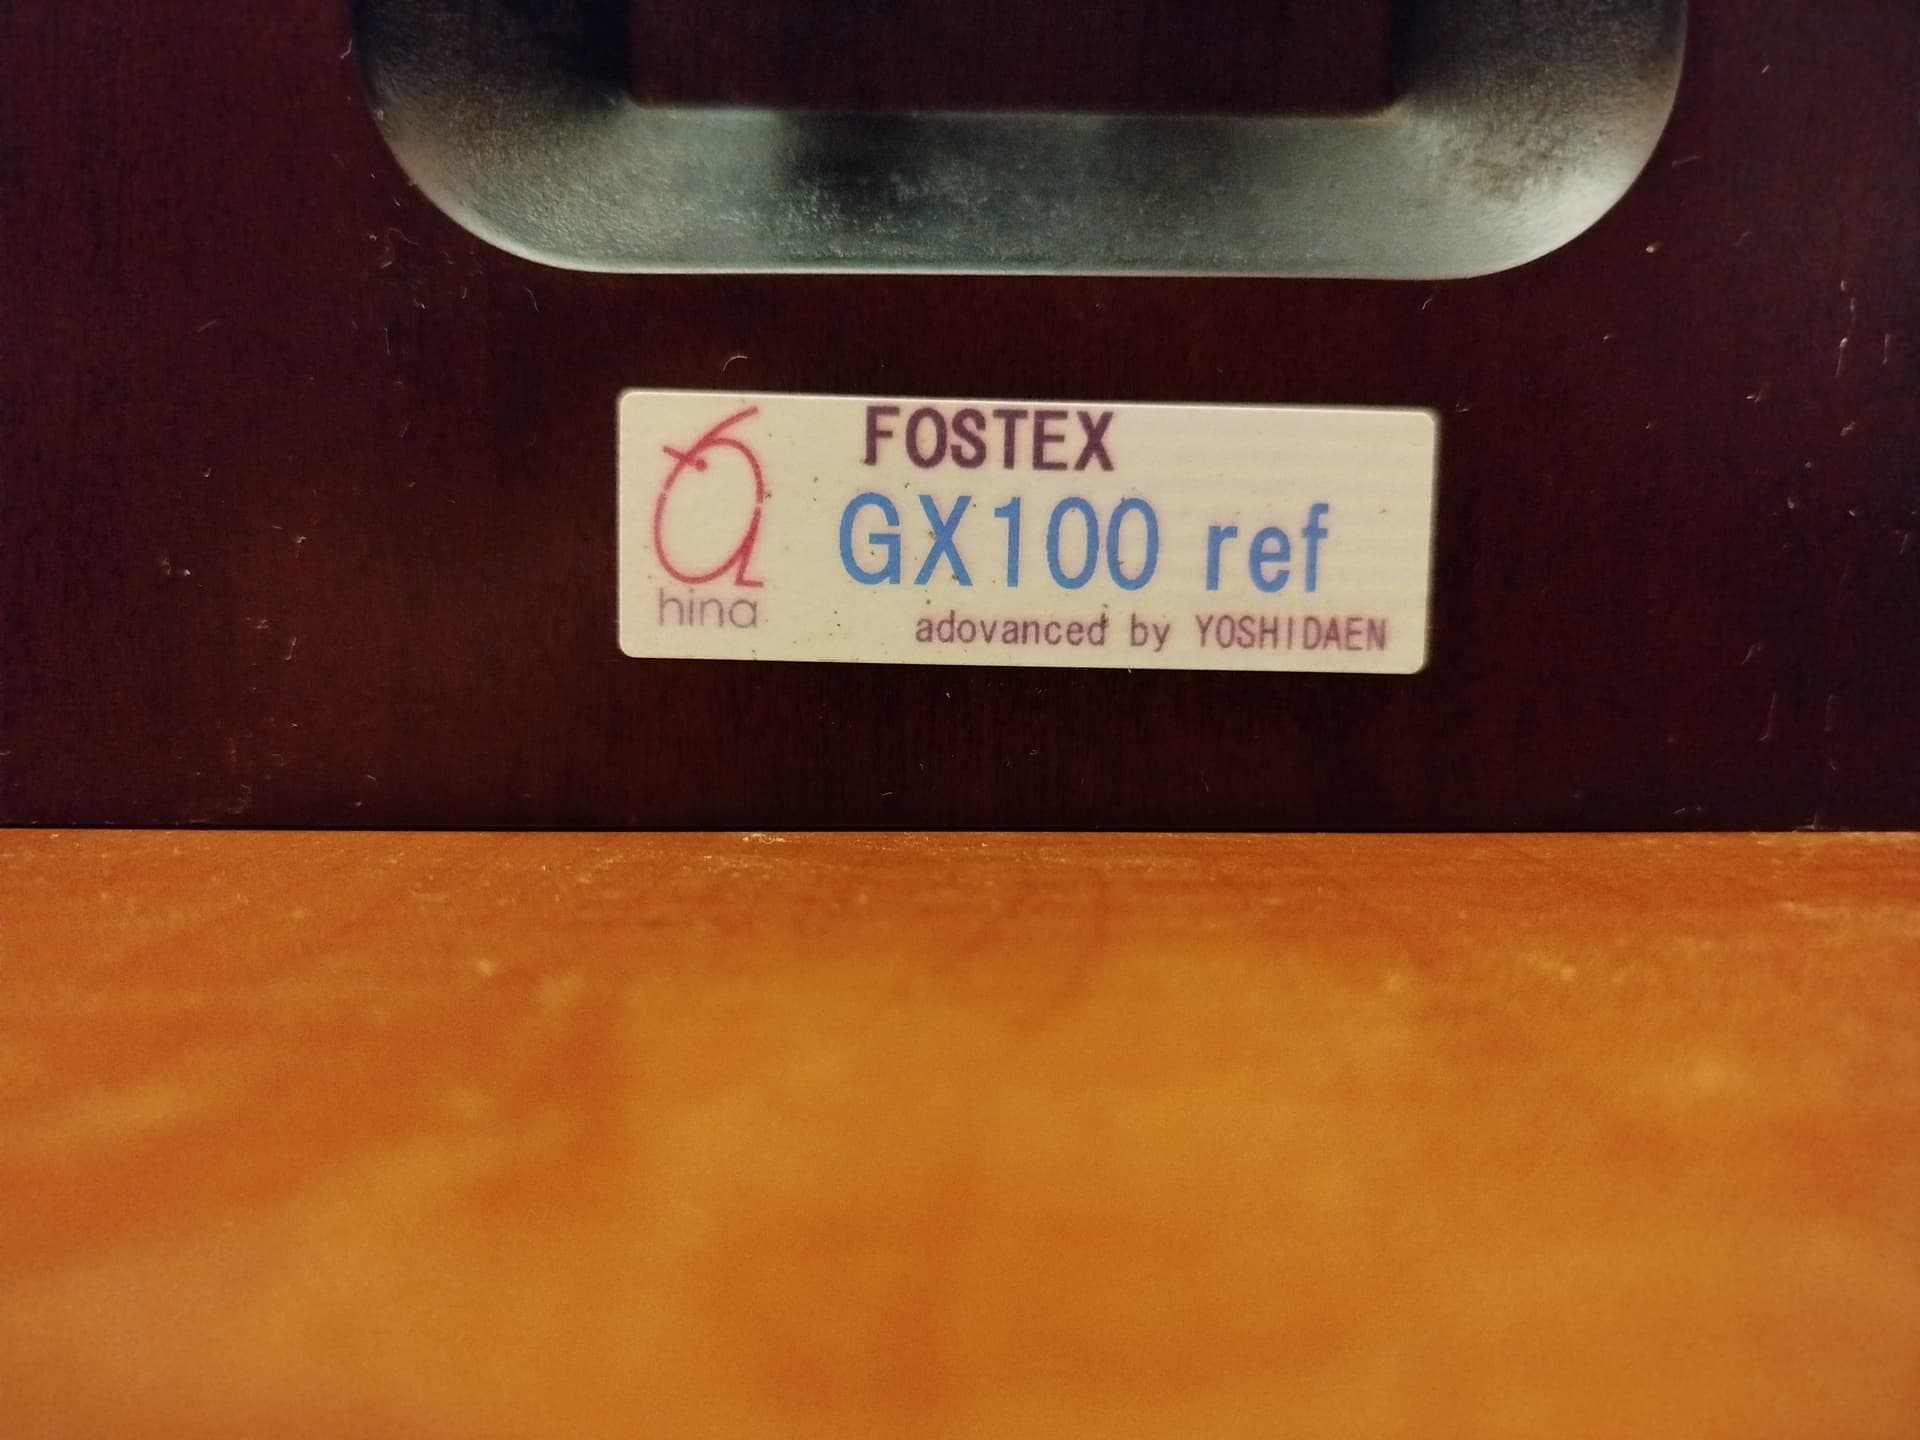 FOSTEX
GX100 ref
hina
adovanced by YOSHIDAEN